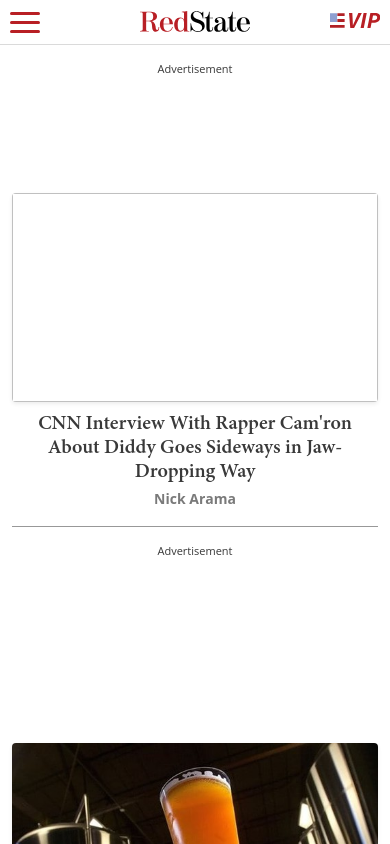 RedState
VIP
Advertisement
CNN Interview With Rapper Cam'ron
About Diddy Goes Sideways in Jaw-
Dropping Way
Nick Arama
Advertisement